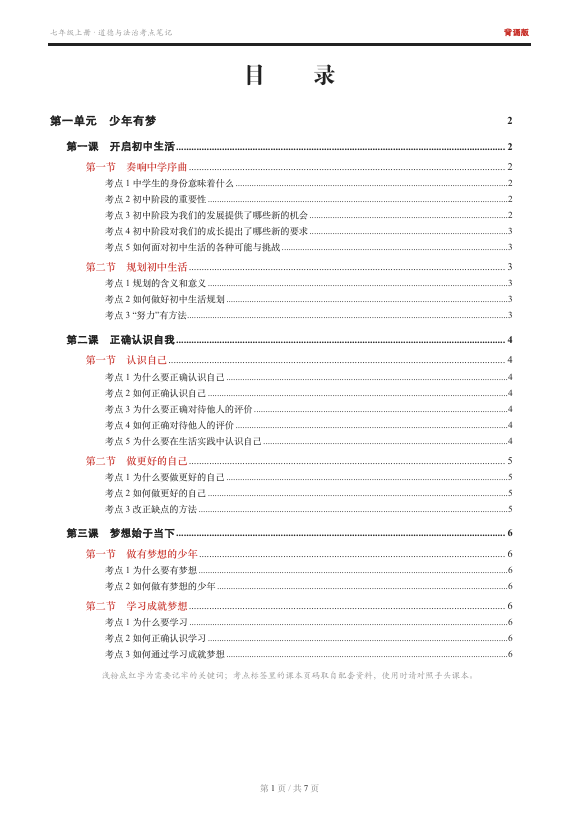 七年级上册 · 道德与法治考点笔记 背诵版
目 录
第一单元 少年有梦 2
第一课 开启初中生活 2
第一节 奏响中学序曲 2
考点 1 中学生的身份意味着什么 2
考点 2 初中阶段的重要性 2
考点 3 初中阶段为我们的发展提供了哪些新的机会 2
考点 4 初中阶段对我们的成长提出了哪些新的要求 3
考点 5 如何面对初中生活的各种可能与挑战 3
第二节 规划初中生活 3
考点 1 规划的含义和意义 3
考点 2 如何做好初中生活规划 3
考点 3 “努力”有方法 3
第二课 正确认识自我 4
第一节 认识自己 4
考点 1 为什么要正确认识自己 4
考点 2 如何正确认识自己 4
考点 3 为什么要正确对待他人的评价 4
考点 4 如何正确对待他人的评价 4
考点 5 为什么要在生活实践中认识自己 4
第二节 做更好的自己 5
考点 1 为什么要做更好的自己 5
考点 2 如何做更好的自己 5
考点 3 改正缺点的方法 5
第三课 梦想始于当下 6
第一节 做有梦想的少年 6
考点 1 为什么要有梦想 6
考点 2 如何做有梦想的少年 6
第二节 学习成就梦想 6
考点 1 为什么要学习 6
考点 2 如何正确认识学习 6
考点 3 如何通过学习成就梦想 6
浅粉底红字为需要记牢的关键词；考点标签里的课本页码取自配套资料，使用时请对照手头课本。
第 1 页 / 共 7 页